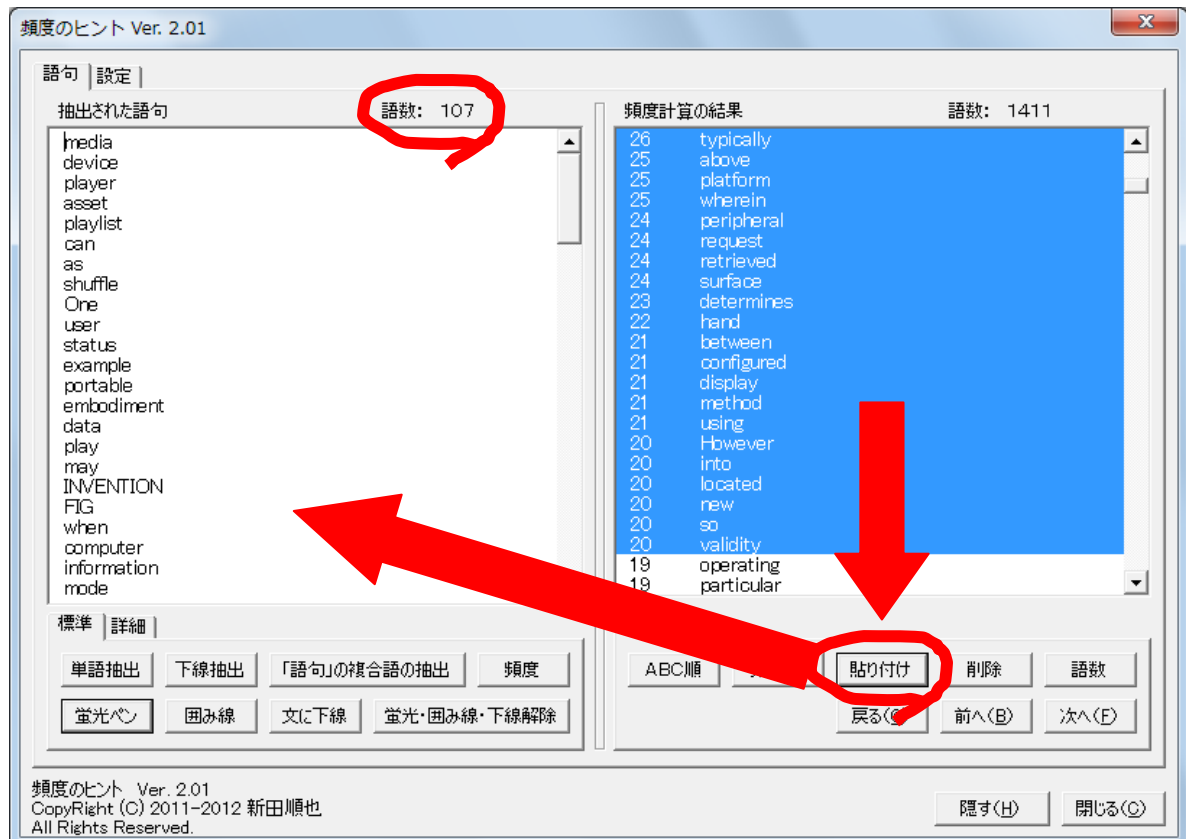 頻度のヒント Ver. 2.01
語句 設定
抽出された語句 語数: 107
media
device
player
asset
playlist
can
as
shuffle
One
user
status
example
portable
embodiment
data
play
may
INVENTION
FIG
when
computer
information
mode
標準 詳細
単語抽出 下線抽出 「語句」の複合語の抽出 頻度
蛍光ペン 囲み線 文に下線 蛍光・囲み線・下線解除
頻度計算の結果 語数: 1411
26 typically
25 above
25 platform
25 wherein
24 peripheral
24 request
24 retrieved
24 surface
23 determines
22 hand
21 between
21 configured
21 display
21 method
21 using
20 However
20 into
20 located
20 new
20 so
20 validity
19 operating
19 particular
ABC順 貼り付け 削除 語数
戻る 前へ(B) 次へ(F)
頻度のヒント Ver. 2.01
CopyRight (C) 2011-2012 新田順也
All Rights Reserved.
隠す(H) 閉じる(C)